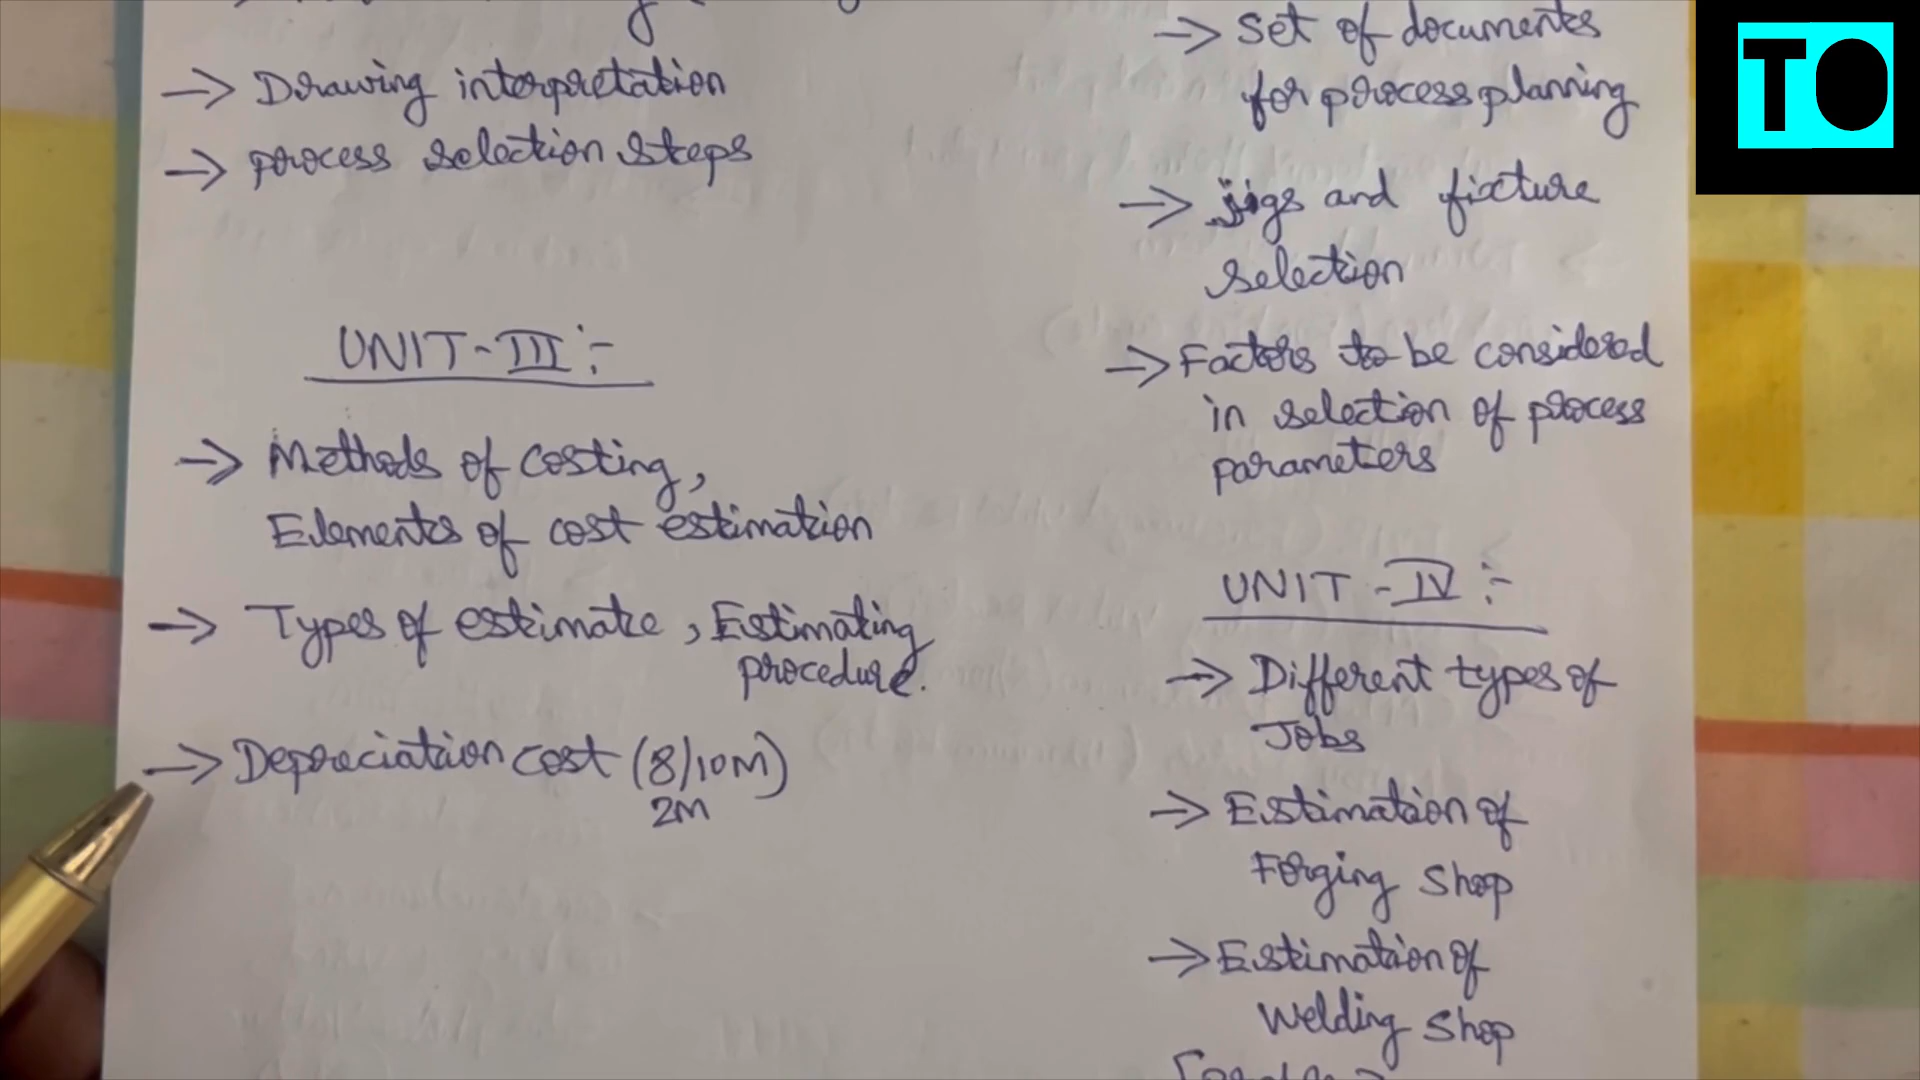 → Drawing interpretation
→ process selection steps
UNIT-III :-
→ Methods of costing,
Elements of cost estimation
→ Types of estimate, Estimating
procedure.
→ Depreciation cost (8/10M)
2M
→ Set of documents
for process planning
→ jigs and fixture
selection
→ Factors to be considered
in selection of process
parameters
UNIT-IV :-
→ Different types of
Jobs
→ Estimation of
Forging Shop
→ Estimation of
Welding Shop
TO